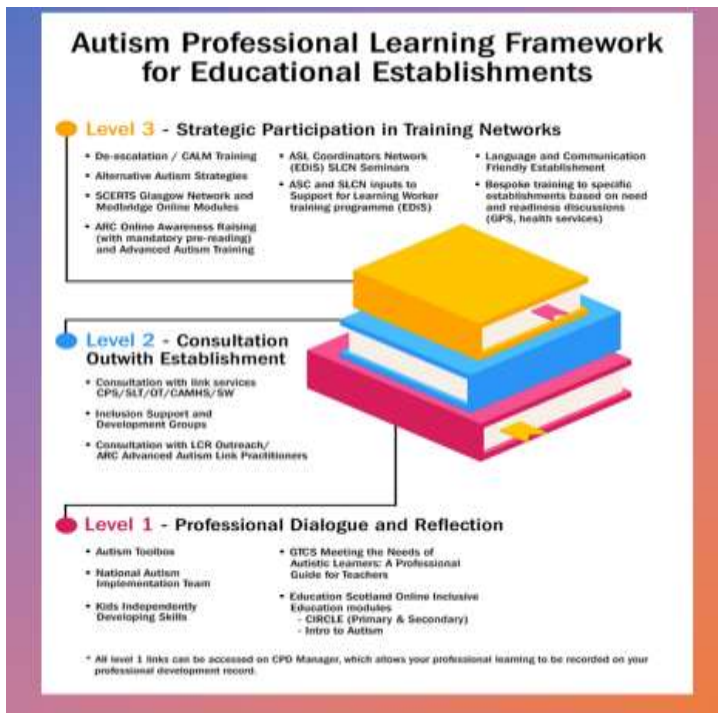 Autism Professional Learning Framework
for Educational Establishments
Level 3 - Strategic Participation in Training Networks
• De-escalation / CALM Training
• Alternative Autism Strategies
• SCERTS Glasgow Network and
Medbridge Online Modules
• ARC Online Awareness Raising
(with mandatory pre-reading)
and Advanced Autism Training
• ASL Coordinators Network
(EDiS) SLCN Seminars
• ASC and SLCN inputs to
Support for Learning Worker
training programme (EDiS)
• Language and Communication
Friendly Establishment
• Bespoke training to specific
establishments based on need
and readiness discussions
(GPS, health services)
Level 2 - Consultation
Outwith Establishment
• Consultation with link services
CPS/SLT/OT/CAMHS/SW
• Inclusion Support and
Development Groups
• Consultation with LCR Outreach/
ARC Advanced Autism Link Practitioners
Level 1 - Professional Dialogue and Reflection
• Autism Toolbox
• National Autism
Implementation Team
• Kids Independently
Developing Skills
• GTCS Meeting the Needs of
Autistic Learners: A Professional
Guide for Teachers
• Education Scotland Online Inclusive
Education modules
- CIRCLE (Primary & Secondary)
- Intro to Autism
* All level 1 links can be accessed on CPD Manager, which allows your professional learning to be recorded on your
professional development record.